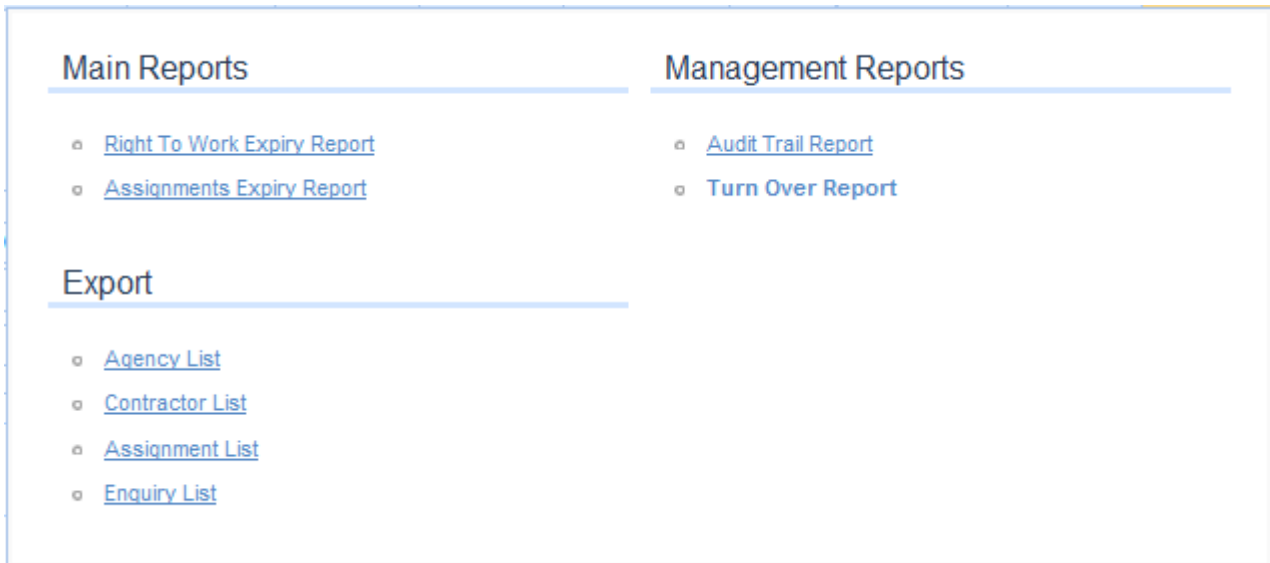 Main Reports
Right To Work Expiry Report
Assignments Expiry Report
Management Reports
Audit Trail Report
Turn Over Report
Export
Agency List
Contractor List
Assignment List
Enquiry List